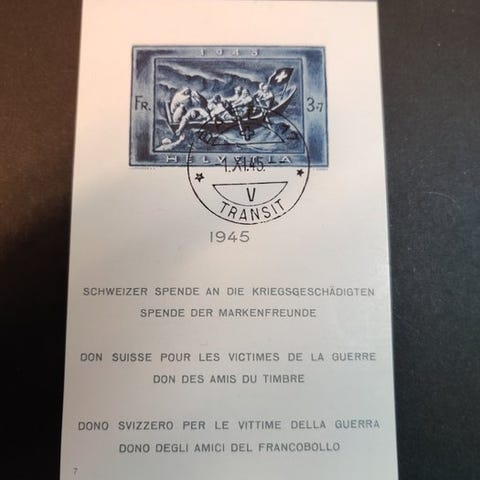 1945
FR. 3.+7
HELVETIA
-1.XI.45.--
V
TRANSIT
1945
SCHWEIZER SPENDE AN DIE KRIEGSGESCHÄDIGTEN
SPENDE DER MARKENFREUNDE
DON SUISSE POUR LES VICTIMES DE LA GUERRE
DON DES AMIS DU TIMBRE
DONO SVIZZERO PER LE VITTIME DELLA GUERRA
DONO DEGLI AMICI DEL FRANCOBOLLO
7